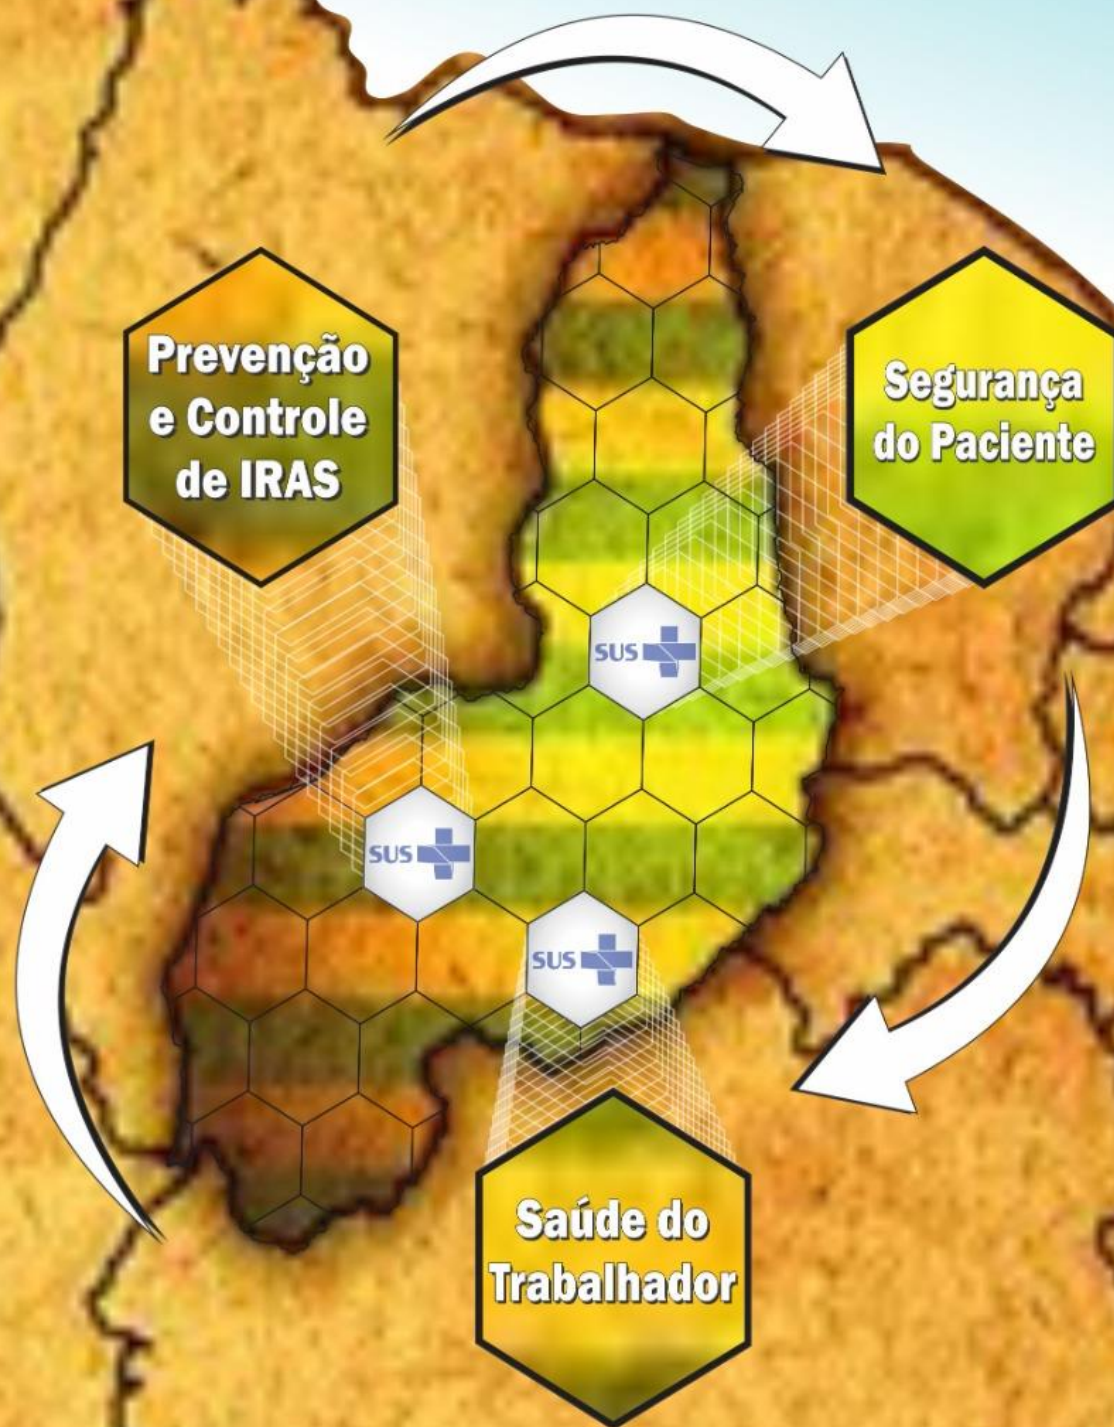 Prevenção
e Controle
de IRAS
Segurança
do Paciente
SUS
SUS
SUS
Saúde do
Trabalhador